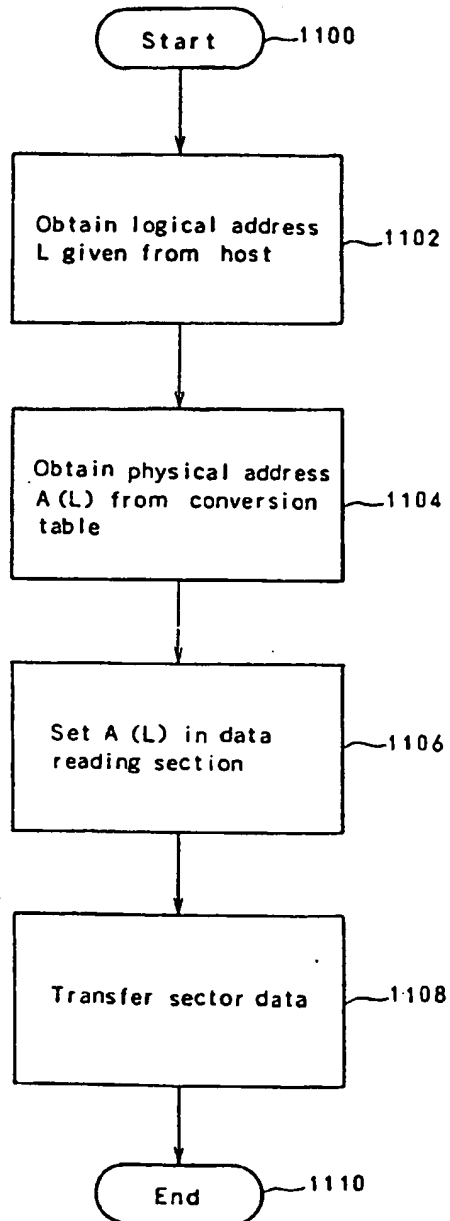 Start 1100
Obtain logical address
L given from host
1102
Obtain physical address
A (L) from conversion
table
1104
Set A (L) in data
reading section
1106
Transfer sector data 1108
End 1110